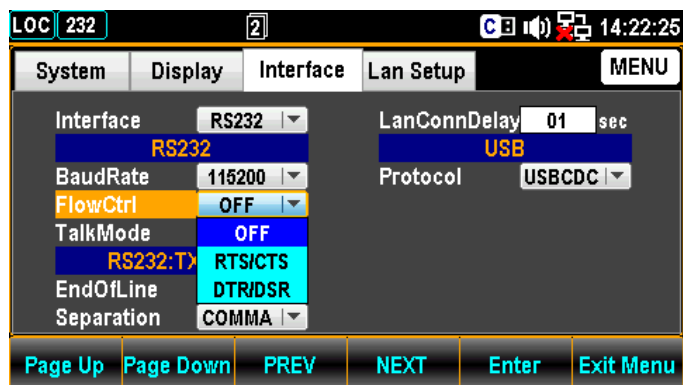 LOC 232 2 C 14:22:25
System Display Interface Lan Setup MENU
Interface RS232 LanConnDelay 01 sec
RS232 USB
BaudRate 115200 Protocol USBCDC
FlowCtrl OFF
TalkMode OFF
RS232:TX RTS/CTS
EndOfLine DTR/DSR
Separation COMMA
Page Up Page Down PREV NEXT Enter Exit Menu